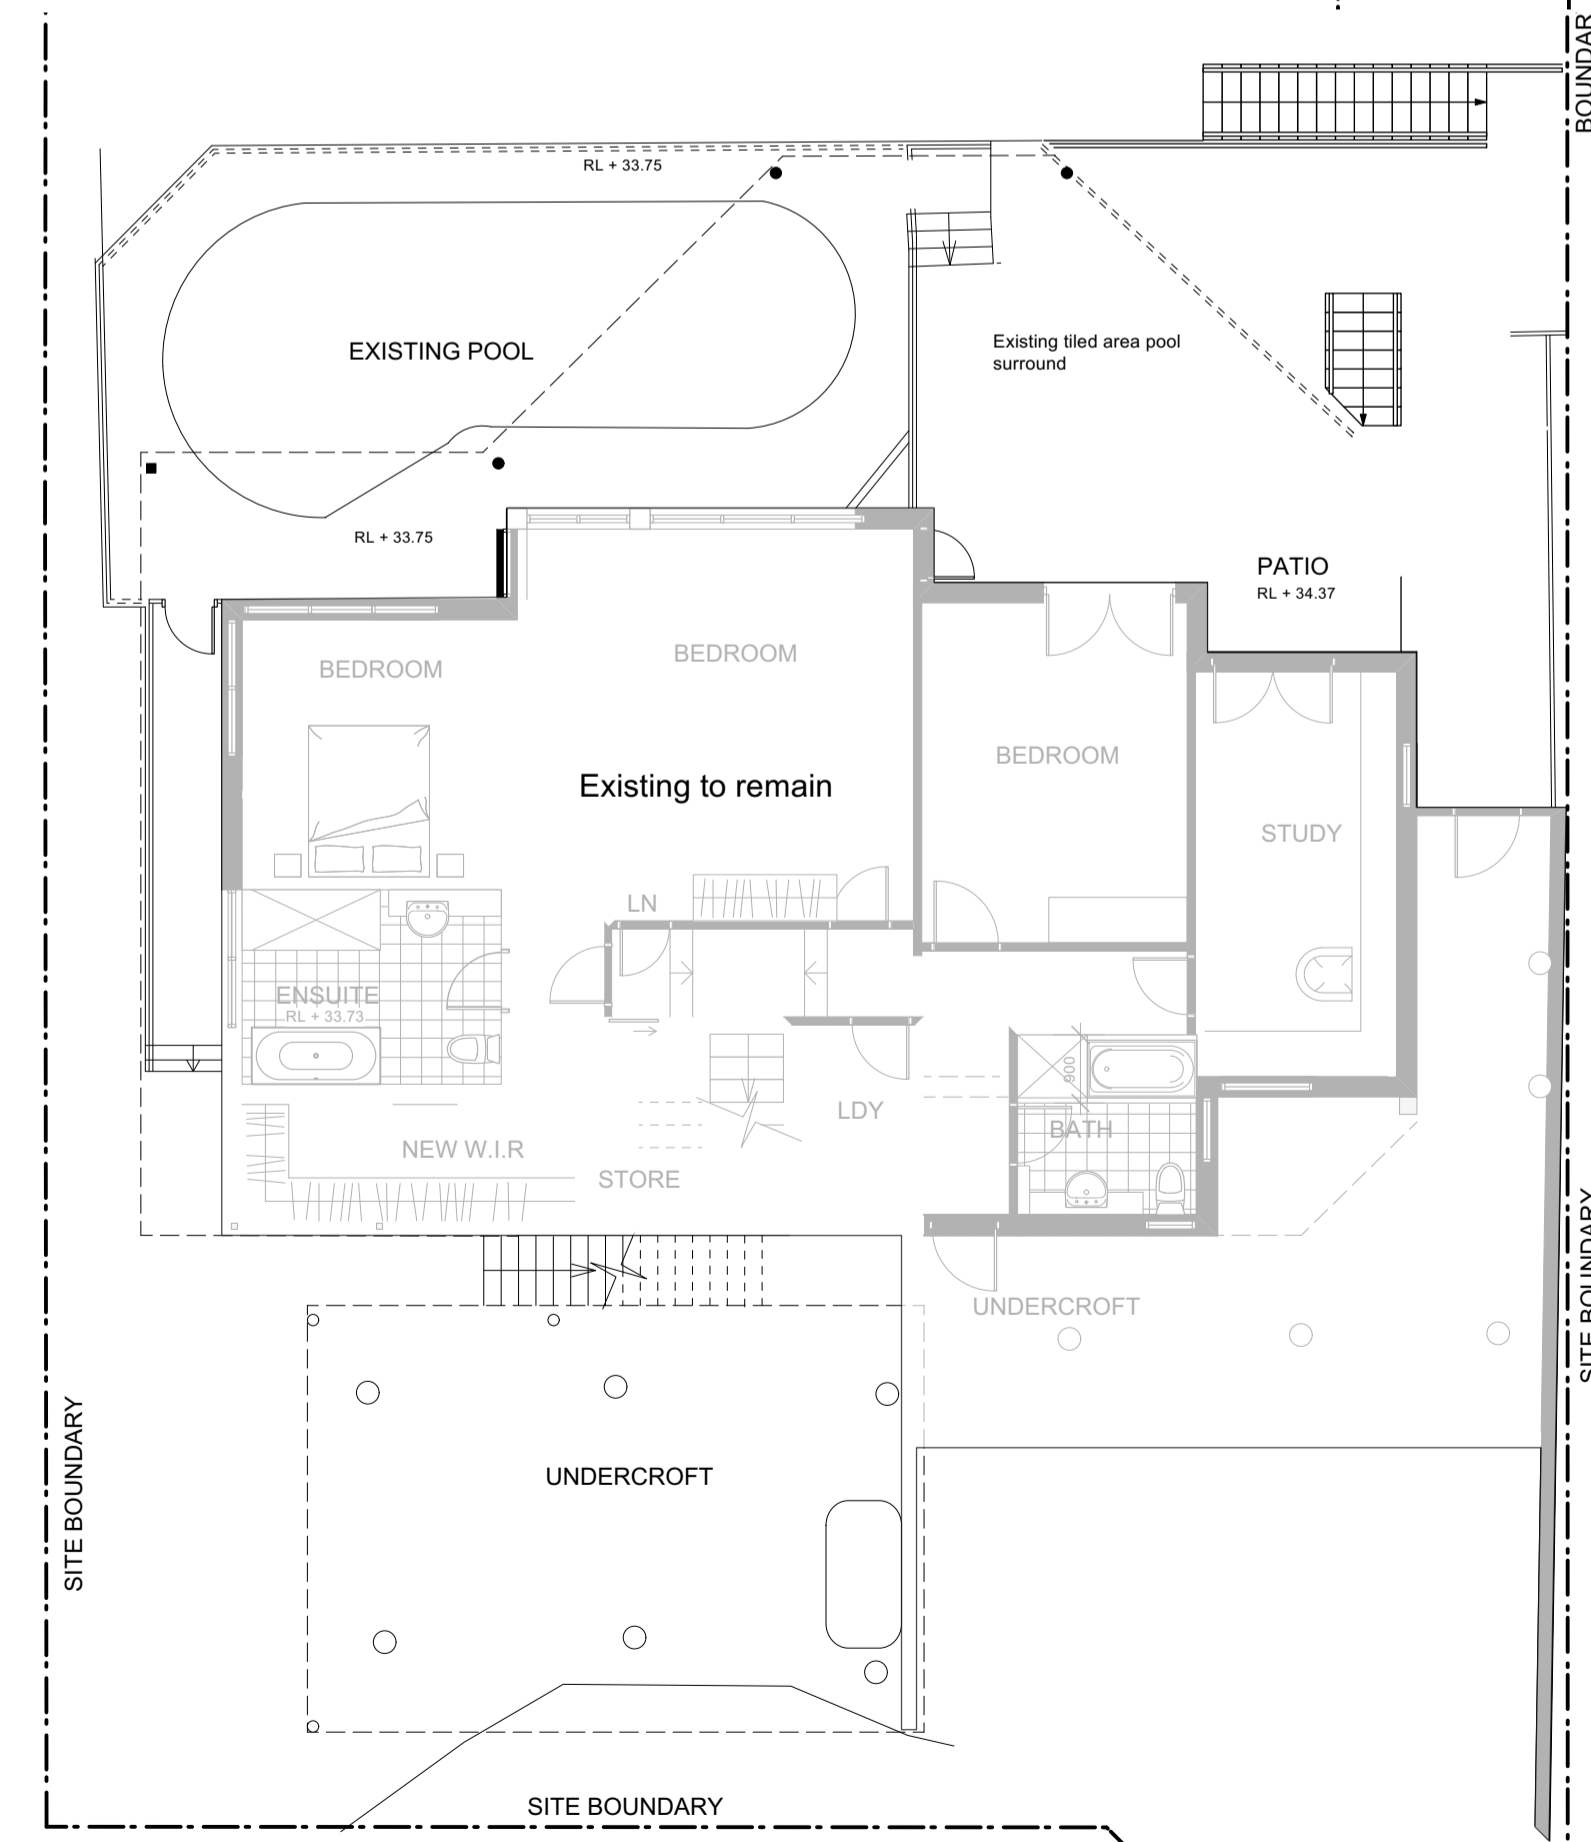 BOUNDAR
RL + 33.75
EXISTING POOL
Existing tiled area pool
surround
RL + 33.75
PATIO
RL + 34.37
BEDROOM
BEDROOM
BEDROOM
Existing to remain
STUDY
LN
ENSUITE
RL + 33.73
900
LDY
BATH
NEW W.I.R
STORE
UNDERCROFT
SITE BOUNDARY
UNDERCROFT
SITE BOUNDARY
SITE BOUNDARY